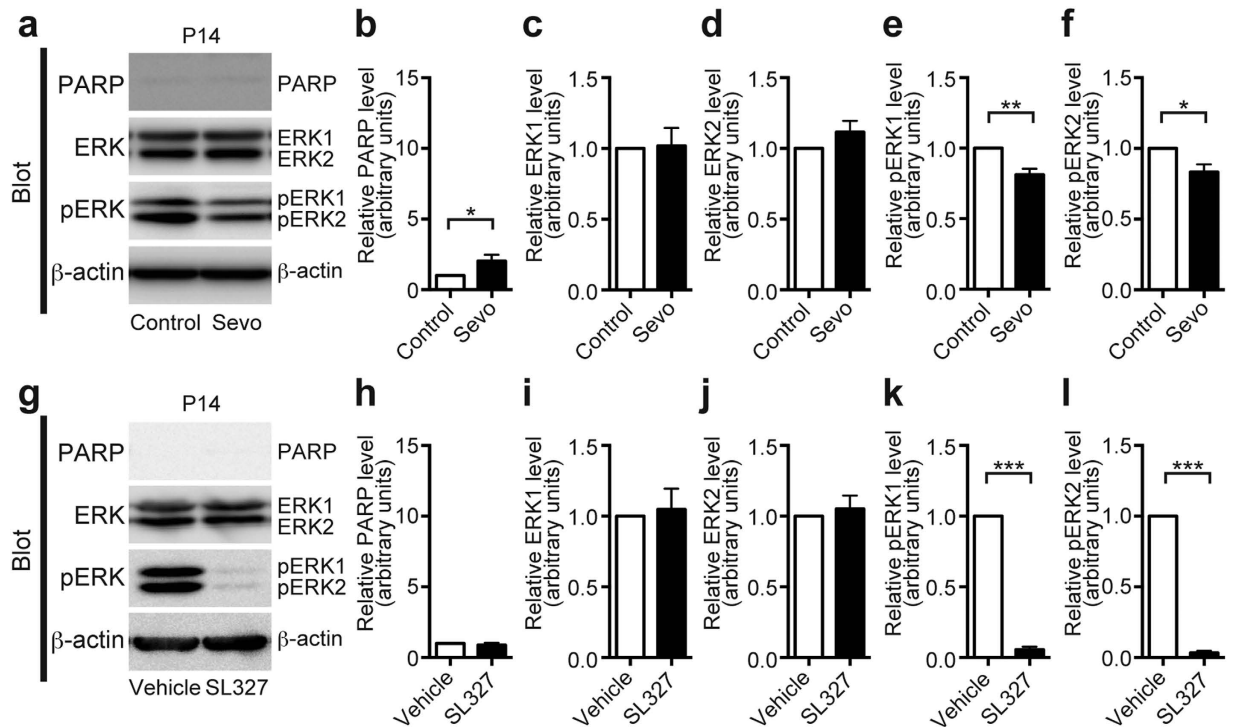 a
P14
Blot
PARP
PARP
ERK
ERK1
ERK2
pERK
pERK1
pERK2
β-actin
β-actin
Control Sevo
b
Relative PARP level
(arbitrary units)
15
10
5
0
*
Control
Sevo
c
Relative ERK1 level
(arbitrary units)
1.5
1.0
0.5
0.0
Control
Sevo
d
Relative ERK2 level
(arbitrary units)
1.5
1.0
0.5
0.0
Control
Sevo
e
Relative pERK1 level
(arbitrary units)
1.5
1.0
0.5
0.0
**
Control
Sevo
f
Relative pERK2 level
(arbitrary units)
1.5
1.0
0.5
0.0
*
Control
Sevo
g
P14
Blot
PARP
PARP
ERK
ERK1
ERK2
pERK
pERK1
pERK2
β-actin
β-actin
Vehicle SL327
h
Relative PARP level
(arbitrary units)
15
10
5
0
Vehicle
SL327
i
Relative ERK1 level
(arbitrary units)
1.5
1.0
0.5
0.0
Vehicle
SL327
j
Relative ERK2 level
(arbitrary units)
1.5
1.0
0.5
0.0
Vehicle
SL327
k
Relative pERK1 level
(arbitrary units)
1.5
1.0
0.5
0.0
***
Vehicle
SL327
l
Relative pERK2 level
(arbitrary units)
1.5
1.0
0.5
0.0
***
Vehicle
SL327